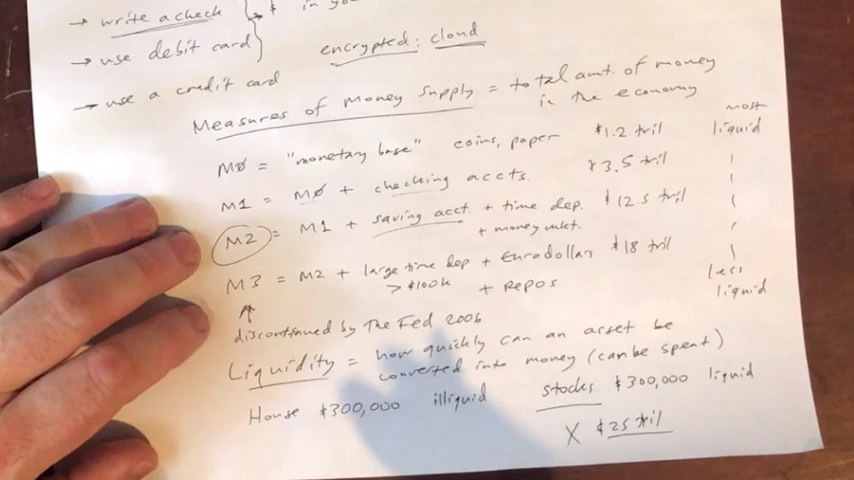 → write a check
$ in you
→ use debit card
encrypted: cloud
→ use a credit card
Measures of Money Supply = total amt. of money
in the economy
most
liquid
MØ = "monetary base" coins, paper $1.2 tril
M1 = MØ + checking accts. $3.5 tril
M2 = M1 + saving acct. + time dep. $12.5 tril
+ money mkt.
M3 = M2 + large time dep + Eurodollars $18 tril
> $100k + Repos
less
liquid
discontinued by The Fed 2006
Liquidity = how quickly can an asset be
converted into money (can be spent)
House $300,000 illiquid stocks $300,000 liquid
X $25 tril